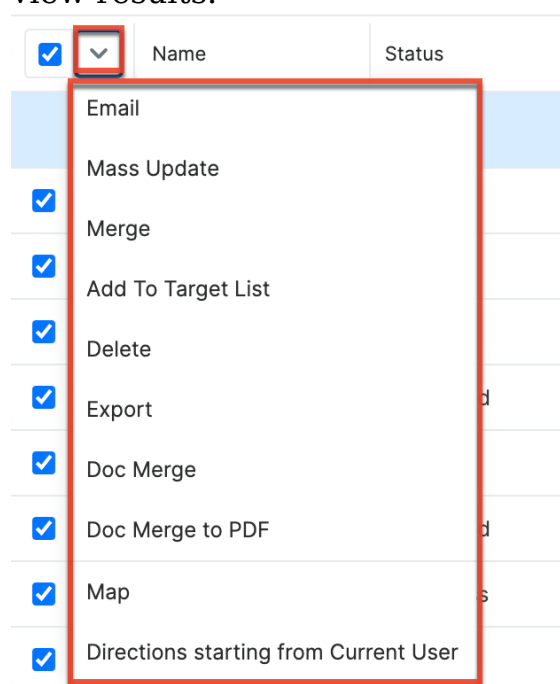 view results.
Name Status
Email
Mass Update
Merge
Add To Target List
Delete
Export
d
Doc Merge
Doc Merge to PDF
d
Map
s
Directions starting from Current User